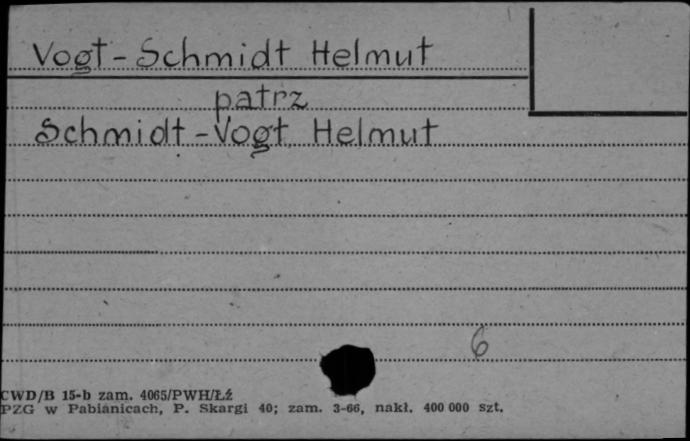 Vogt-Schmidt Helmut
patrz
Schmidt-Vogt Helmut
6
CWD/B 15-b zam. 4065/PWH/Łź
PZG w Pabianicach, P. Skargi 40; zam. 3-66, nakł. 400 000 szt.